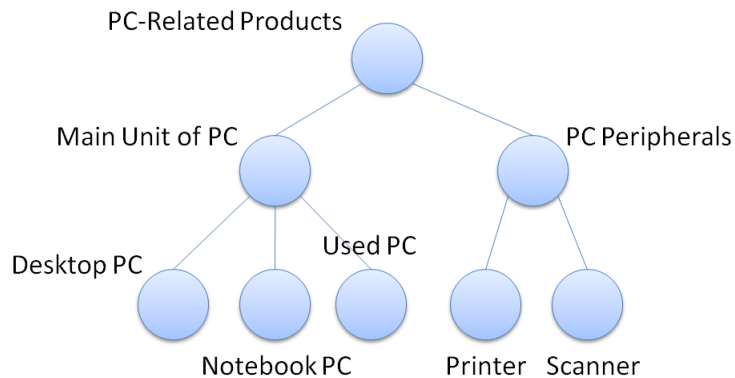 PC-Related Products
Main Unit of PC
PC Peripherals
Used PC
Desktop PC
Notebook PC
Printer
Scanner